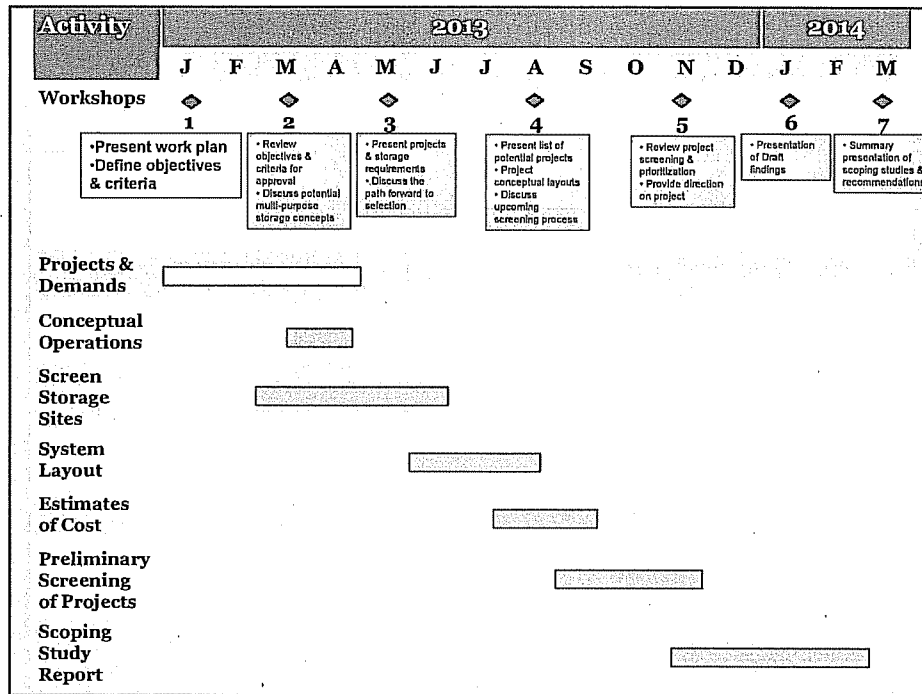 Activity
2013
2014
J F M A M J J A S O N D J F M
Workshops
1
2
3
4
5
6
7
•Present work plan
•Define objectives
& criteria
• Review
objectives &
criteria for
approval
• Discuss potential
multi-purpose
storage concepts
• Present projects
& storage
requirements
•.Discuss the
path forward to
selection
• Present list of
potential projects
• Project
conceptual layouts
• Discuss
upcoming
screening process
• Review project
screening &
prioritization
• Provide direction
on project
• Presentation
of Draft
findings
• Summary
presentation of
scoping studies &
recommendations
Projects &
Demands
Conceptual
Operations
Screen
Storage
Sites
System
Layout
Estimates
of Cost
Preliminary
Screening
of Projects
Scoping
Study
Report